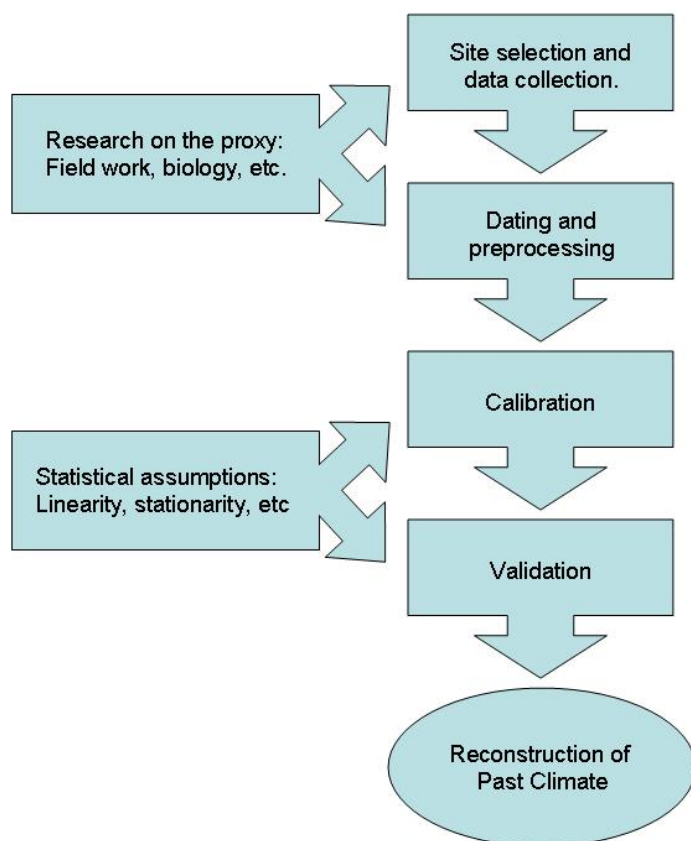 Site selection and
data collection.
Research on the proxy:
Field work, biology, etc.
Dating and
preprocessing
Calibration
Statistical assumptions:
Linearity, stationarity, etc
Validation
Reconstruction of
Past Climate